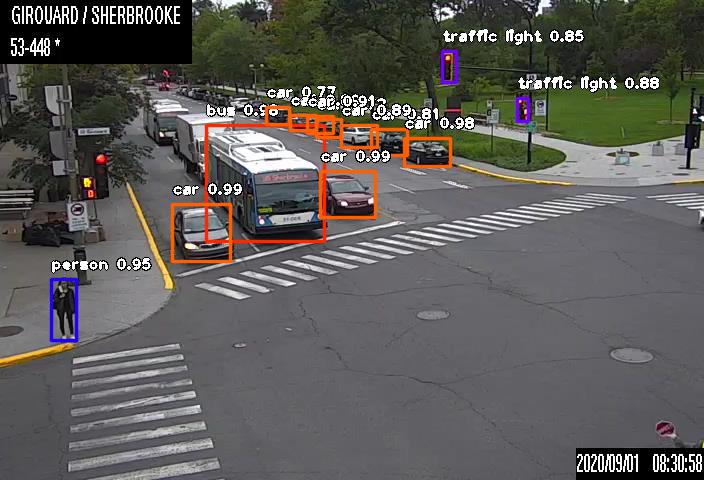 GIROUARD / SHERBROOKE
53-448 *
traffic light 0.85
traffic light 0.88
car 0.77
bus 0.98
car 0.89
car 0.98
car 0.99
car 0.99
person 0.95
2020/09/01 08:30:58